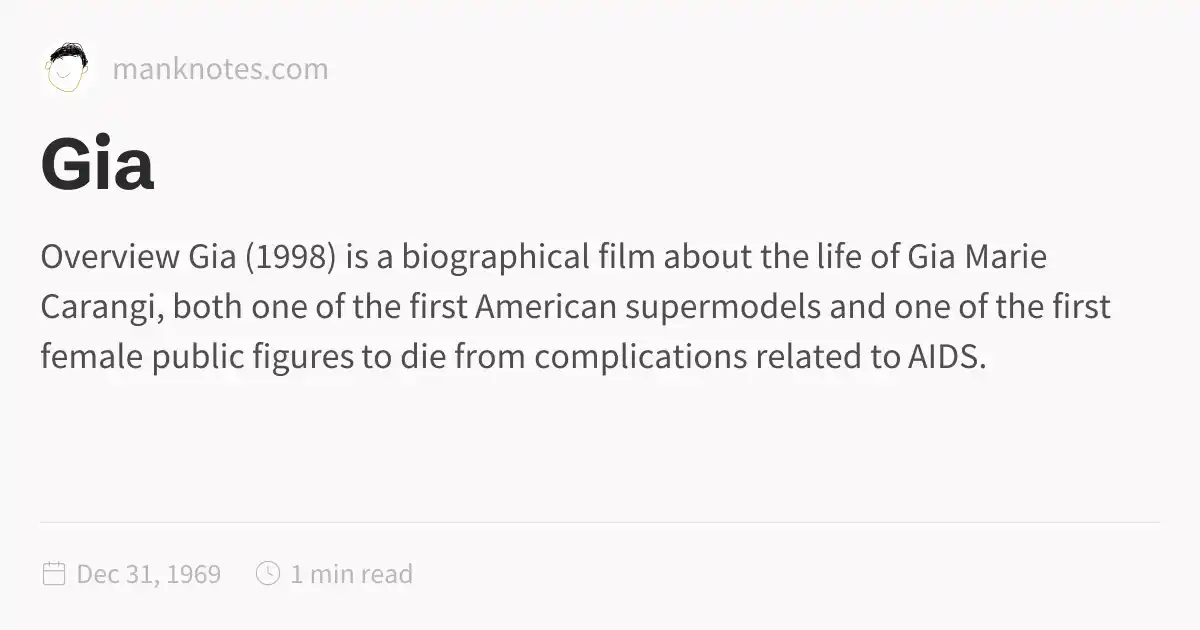 manknotes.com
Gia
Overview Gia (1998) is a biographical film about the life of Gia Marie
Carangi, both one of the first American supermodels and one of the first
female public figures to die from complications related to AIDS.
Dec 31, 1969 1 min read